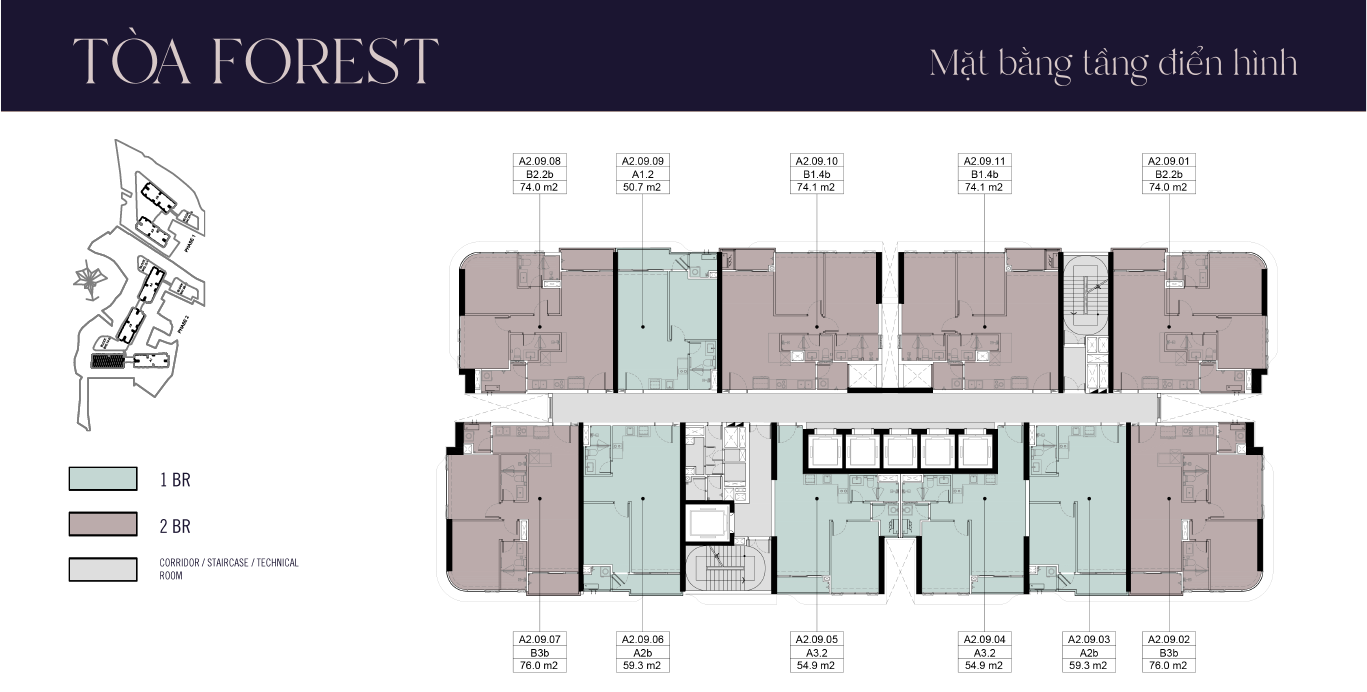 TÒA FOREST
Mặt bằng tầng điển hình
A2.09.08
B2.2b
74.0 m2
A2.09.09
A1.2
50.7 m2
A2.09.10
B1.4b
74.1 m2
A2.09.11
B1.4b
74.1 m2
A2.09.01
B2.2b
74.0 m2
PHASE 1
PHASE 2
1 BR
2 BR
CORRIDOR / STAIRCASE / TECHNICAL
ROOM
A2.09.07
B3b
76.0 m2
A2.09.06
A2b
59.3 m2
A2.09.05
A3.2
54.9 m2
A2.09.04
A3.2
54.9 m2
A2.09.03
A2b
59.3 m2
A2.09.02
B3b
76.0 m2